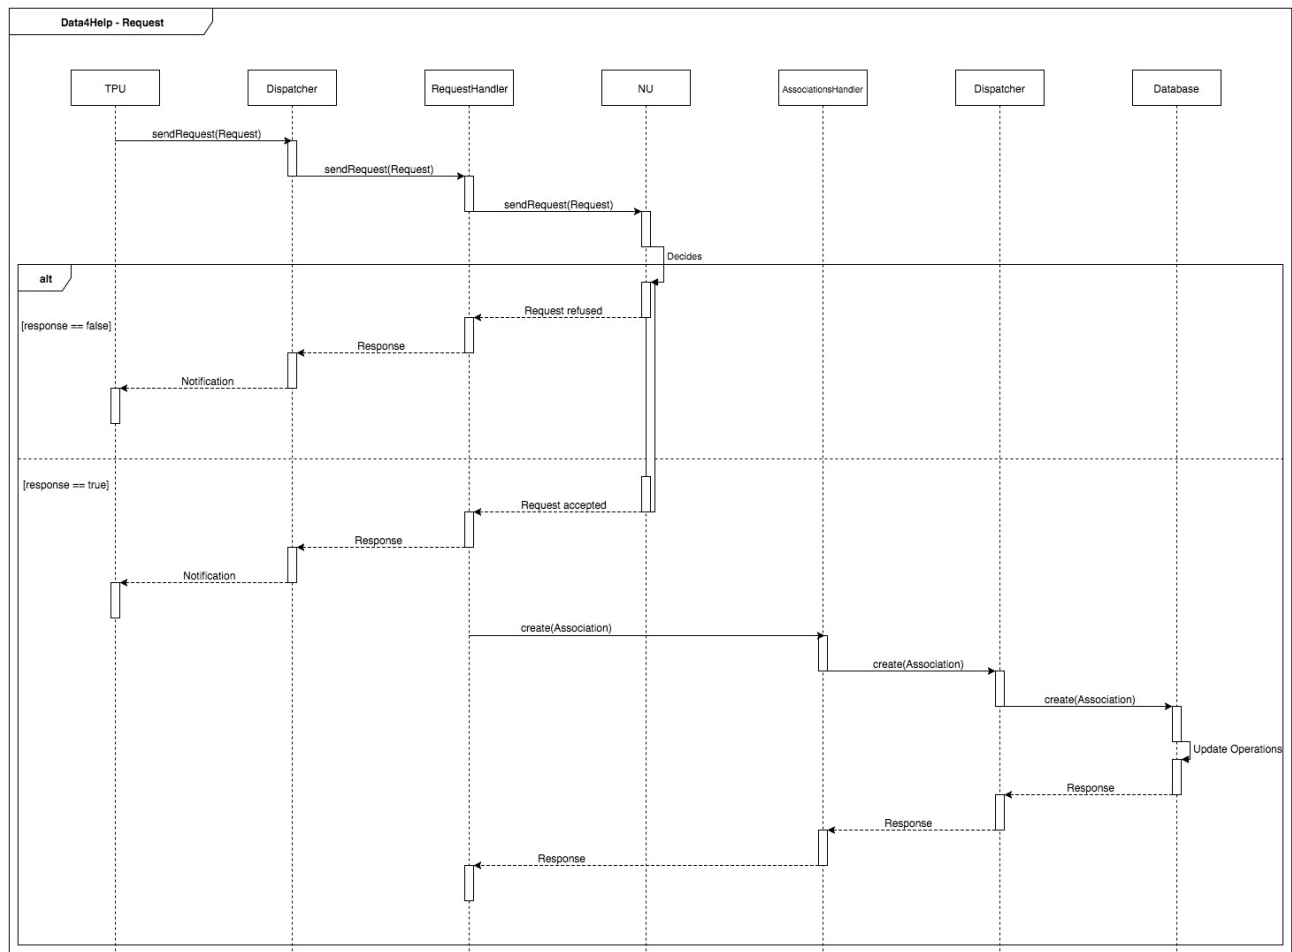 Data4Help - Request
TPU
Dispatcher
RequestHandler
NU
AssociationsHandler
Dispatcher
Database
sendRequest(Request)
sendRequest(Request)
sendRequest(Request)
Decides
alt
Request refused
[response == false]
Response
Notification
[response == true]
Request accepted
Response
Notification
create(Association)
create(Association)
create(Association)
Update Operations
Response
Response
Response